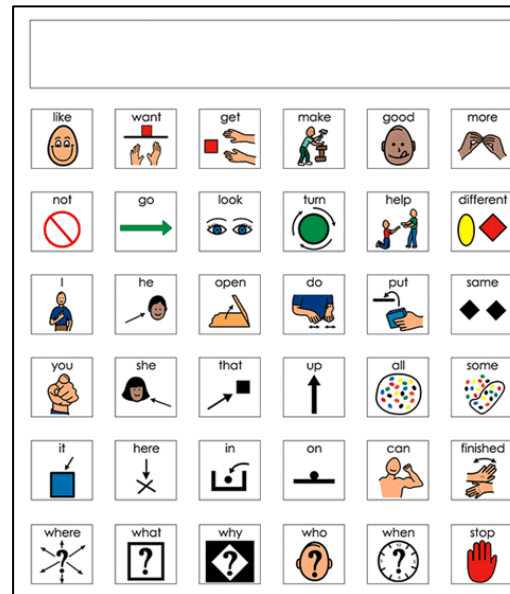 like want get make good more
not go look turn help different
I he open do put same
you she that up all some
it here in on can finished
where what why who when stop